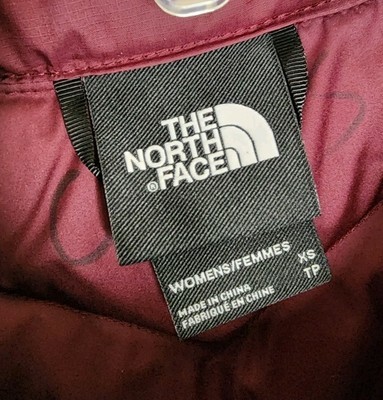 THE
NORTH
FACE
®
WOMENS/FEMMES XS
TP
MADE IN CHINA
FABRIQUÉ EN CHINE